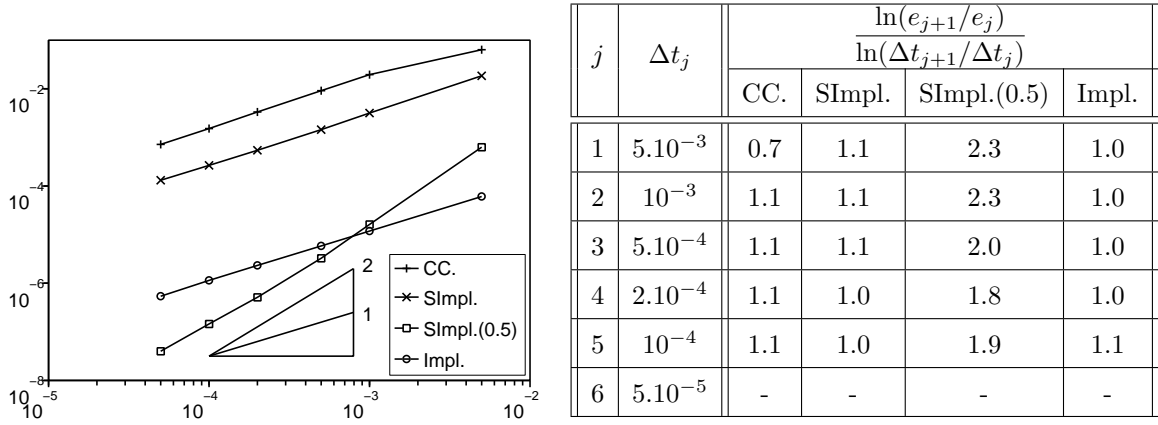 10⁻²
10⁻⁴
10⁻⁶
10⁻⁸
10⁻⁵ 10⁻⁴ 10⁻³ 10⁻²
2
1
CC.
SImpl.
SImpl.(0.5)
Impl.
j Δt_j ln(e_{j+1}/e_j)
ln(Δt_{j+1}/Δt_j)
CC. SImpl. SImpl.(0.5) Impl.
1 5.10⁻³ 0.7 1.1 2.3 1.0
2 10⁻³ 1.1 1.1 2.3 1.0
3 5.10⁻⁴ 1.1 1.1 2.0 1.0
4 2.10⁻⁴ 1.1 1.0 1.8 1.0
5 10⁻⁴ 1.1 1.0 1.9 1.1
6 5.10⁻⁵ - - - -